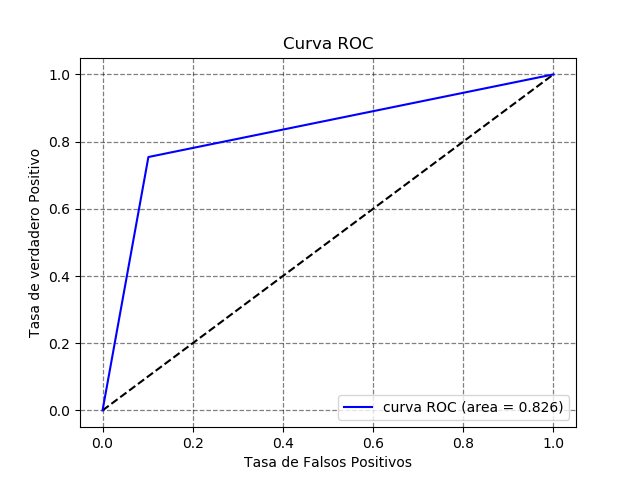 Curva ROC
1.0
0.8
0.6
0.4
0.2
0.0
Tasa de verdadero Positivo
curva ROC (area = 0.826)
0.0 0.2 0.4 0.6 0.8 1.0
Tasa de Falsos Positivos